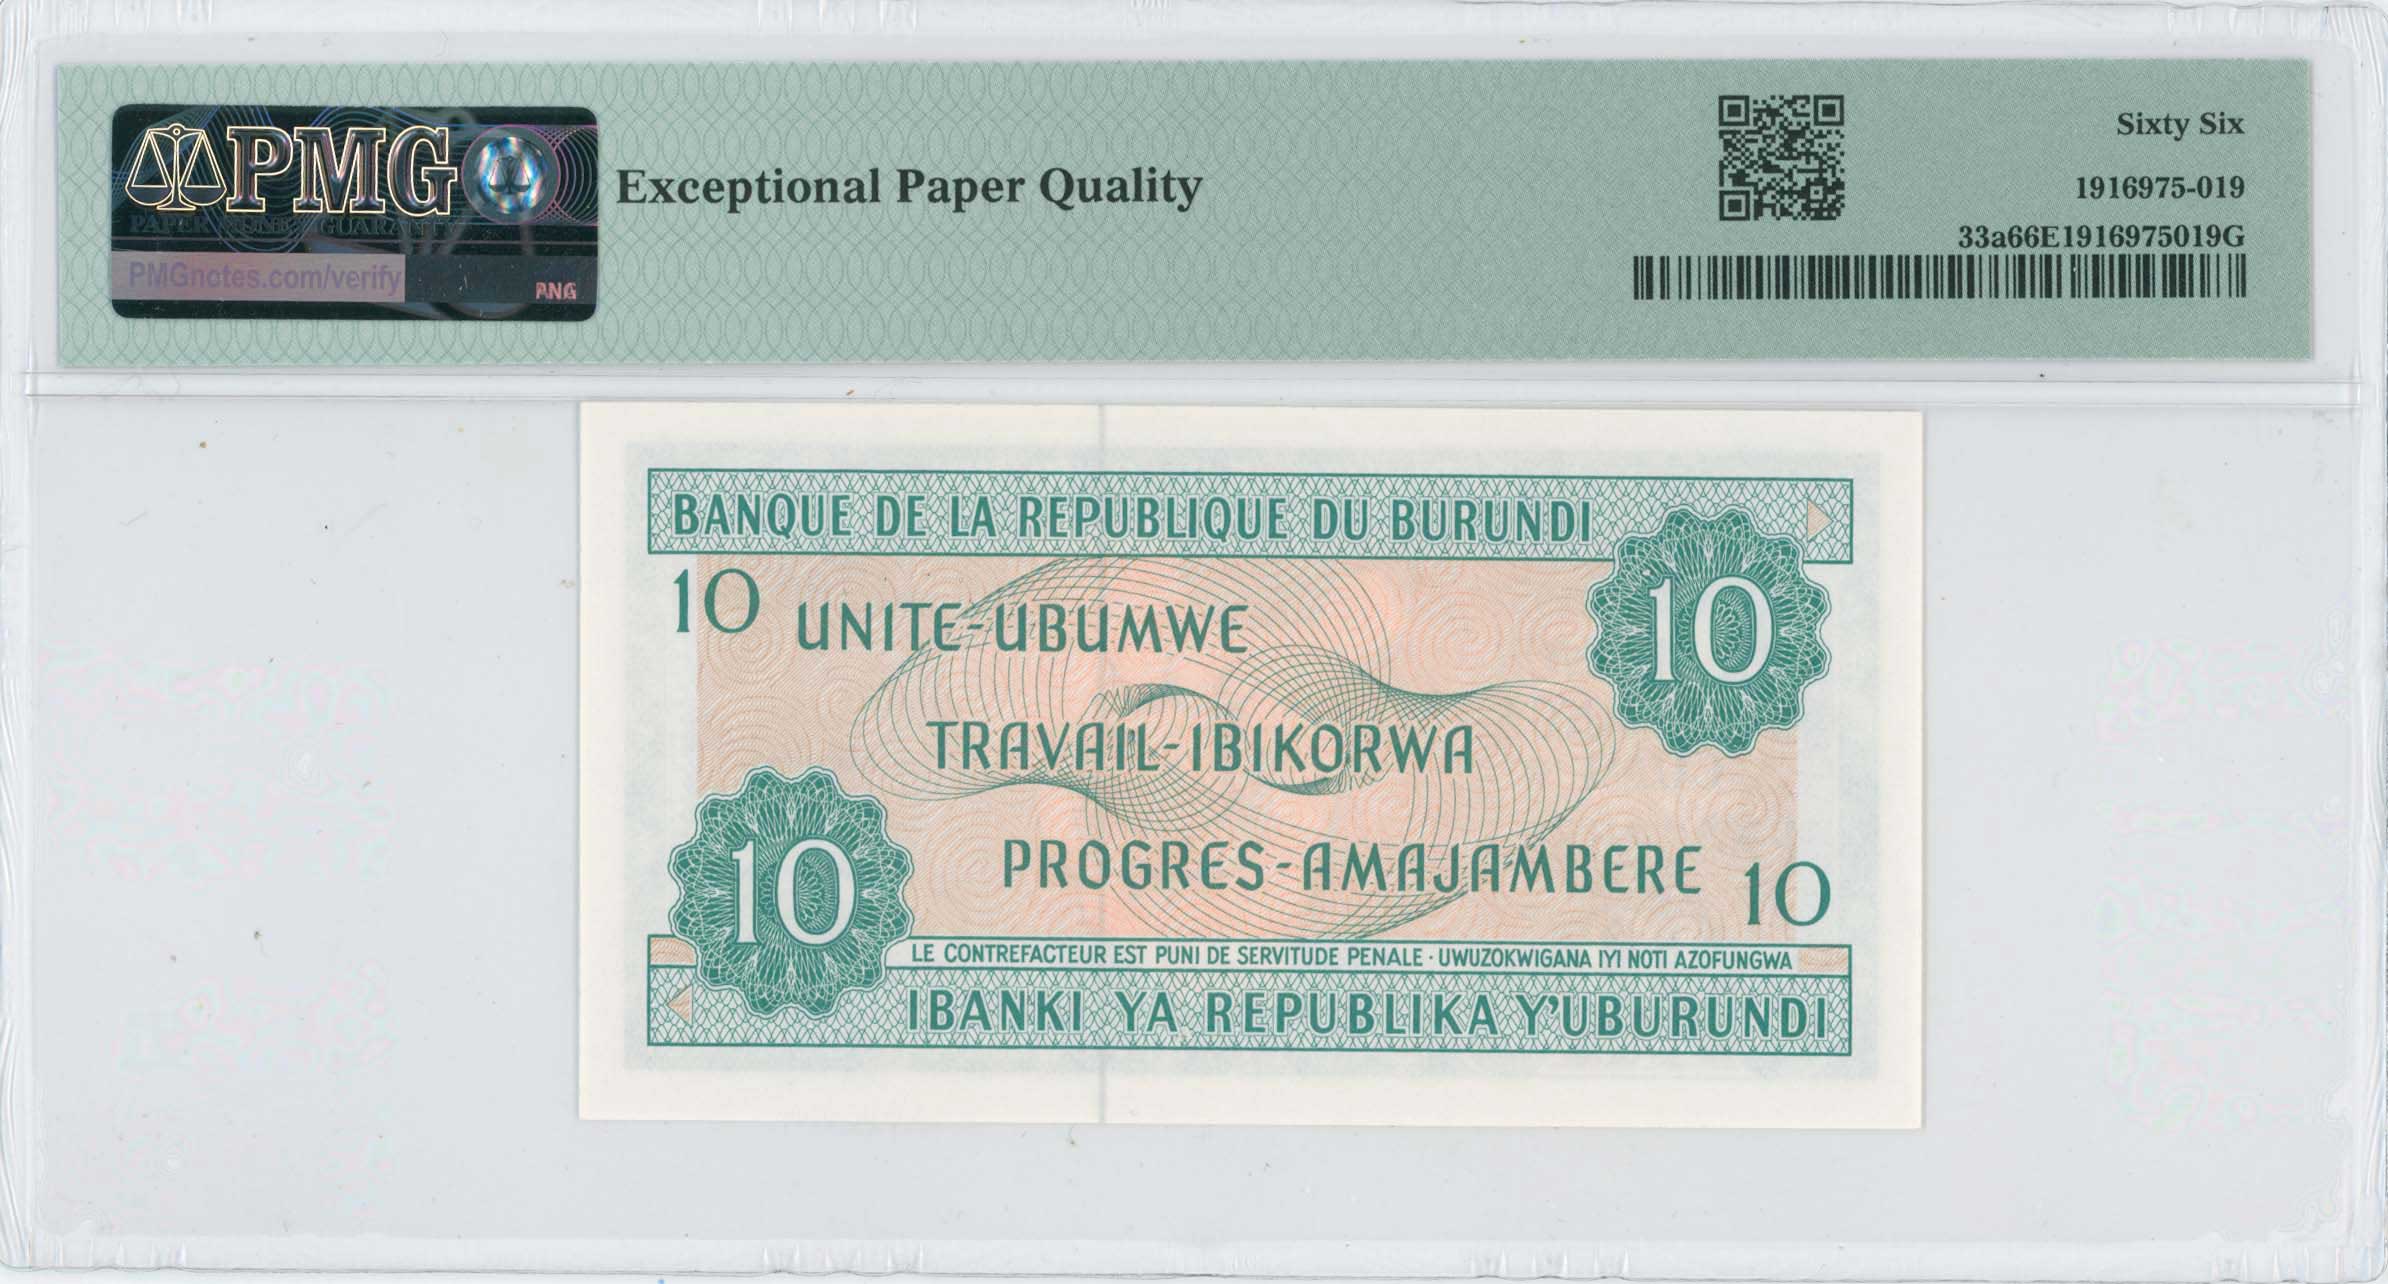 PMG
PAPER MONEY GUARANTY
PMGnotes.com/verify
PMG
Exceptional Paper Quality
Sixty Six
1916975-019
33a66E1916975019G
BANQUE DE LA REPUBLIQUE DU BURUNDI
10
10
UNITE-UBUMWE
TRAVAIL-IBIKORWA
PROGRES-AMAJAMBERE
10
10
LE CONTREFACTEUR EST PUNI DE SERVITUDE PENALE · UWUZOKWIGANA IYI NOTI AZOFUNGWA
IBANKI YA REPUBLIKA Y'UBURUNDI